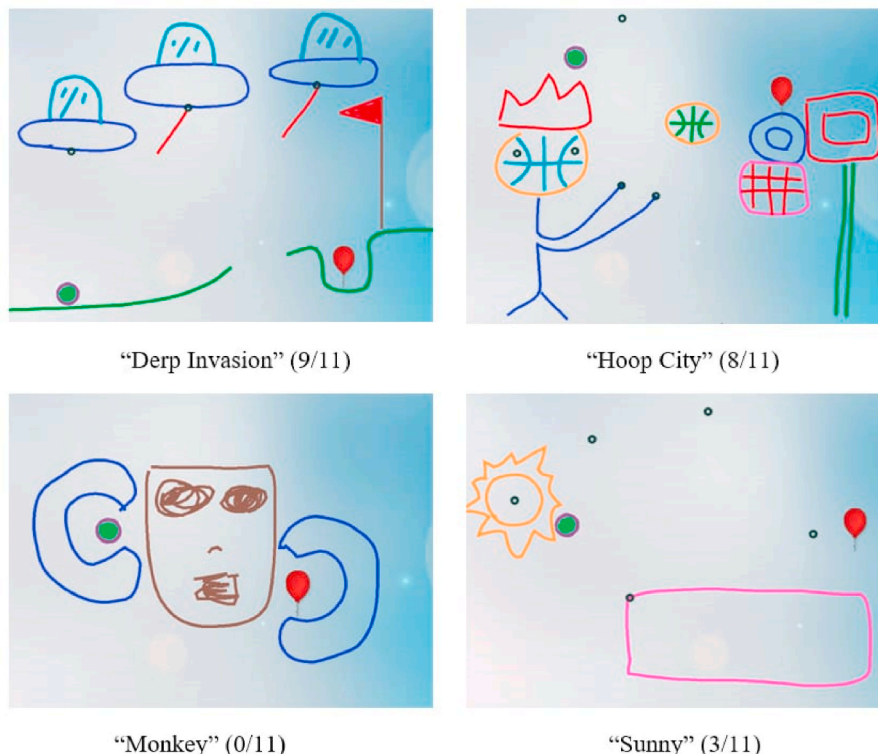 “Derp Invasion” (9/11)
“Hoop City” (8/11)
“Monkey” (0/11)
“Sunny” (3/11)